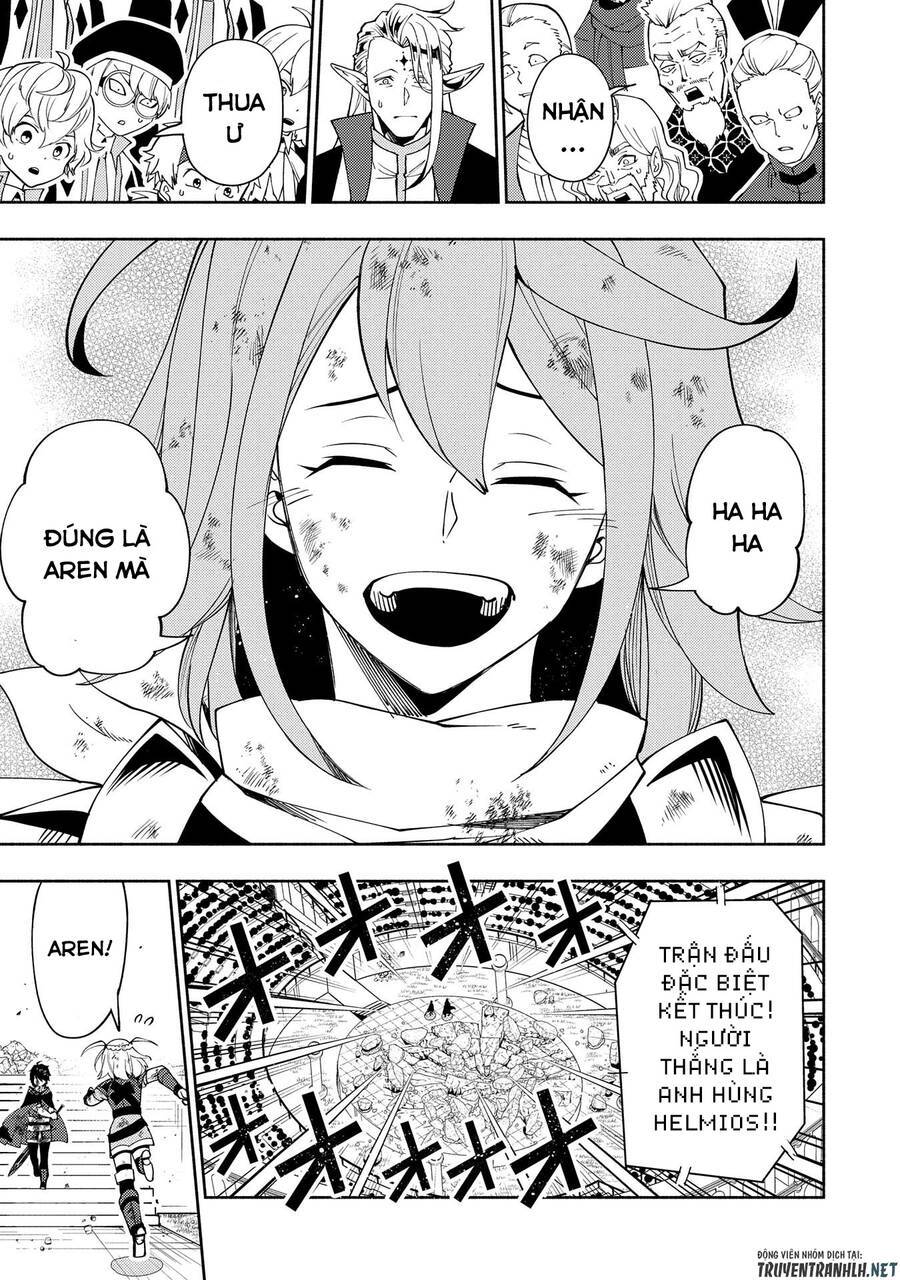 NHẬN
...
THUA
Ư
HA HA
HA
ĐÚNG LÀ
AREN MÀ
TRẬN ĐẤU
ĐẶC BIỆT
KẾT THÚC!
NGƯỜI
THẮNG LÀ
ANH HÙNG
HELMIOS!!
AREN!
ĐỘNG VIÊN NHÓM DỊCH TẠI:
TRUYENTRANHLH.NET